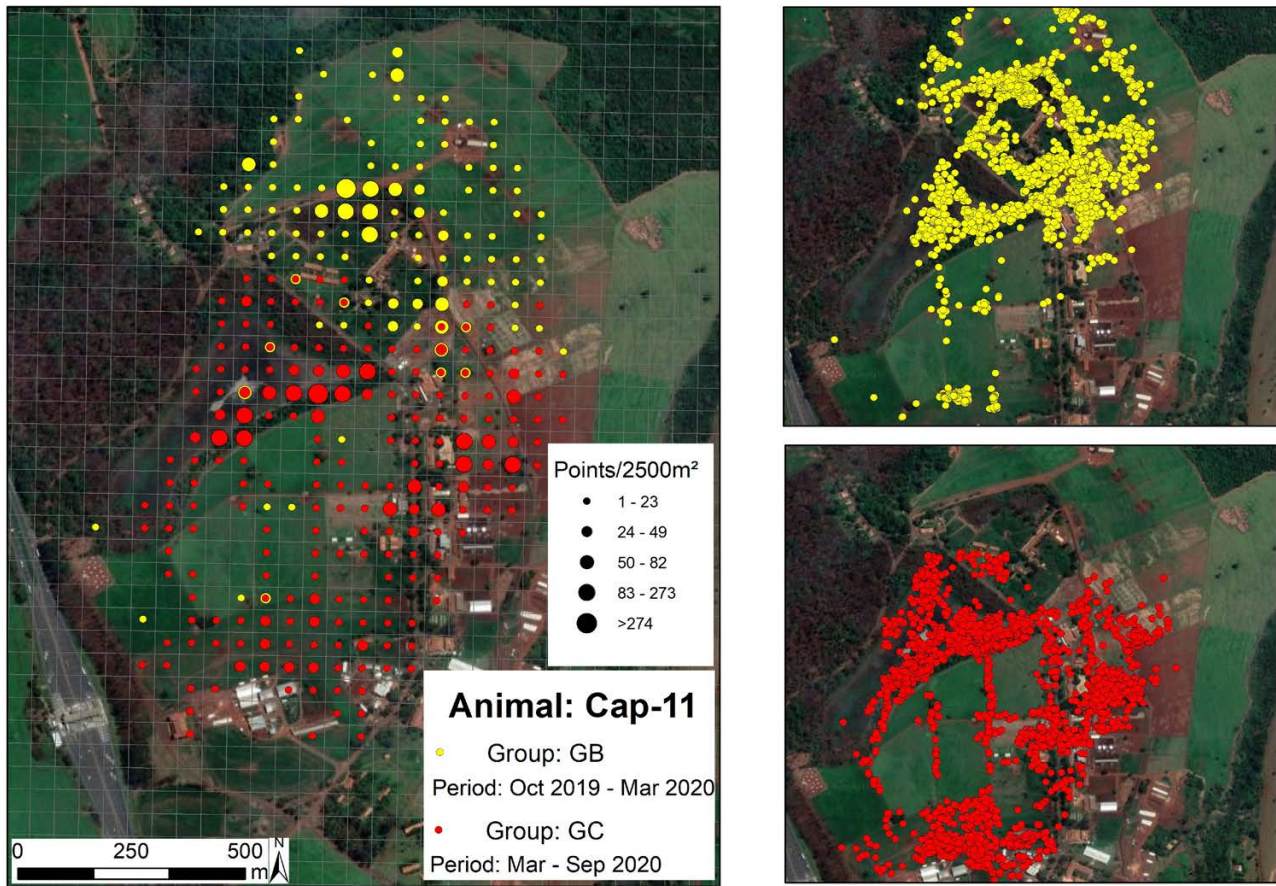 Points/2500m²
1 - 23
24 - 49
50 - 82
83 - 273
>274
Animal: Cap-11
Group: GB
Period: Oct 2019 - Mar 2020
Group: GC
Period: Mar - Sep 2020
0 250 500
m
N